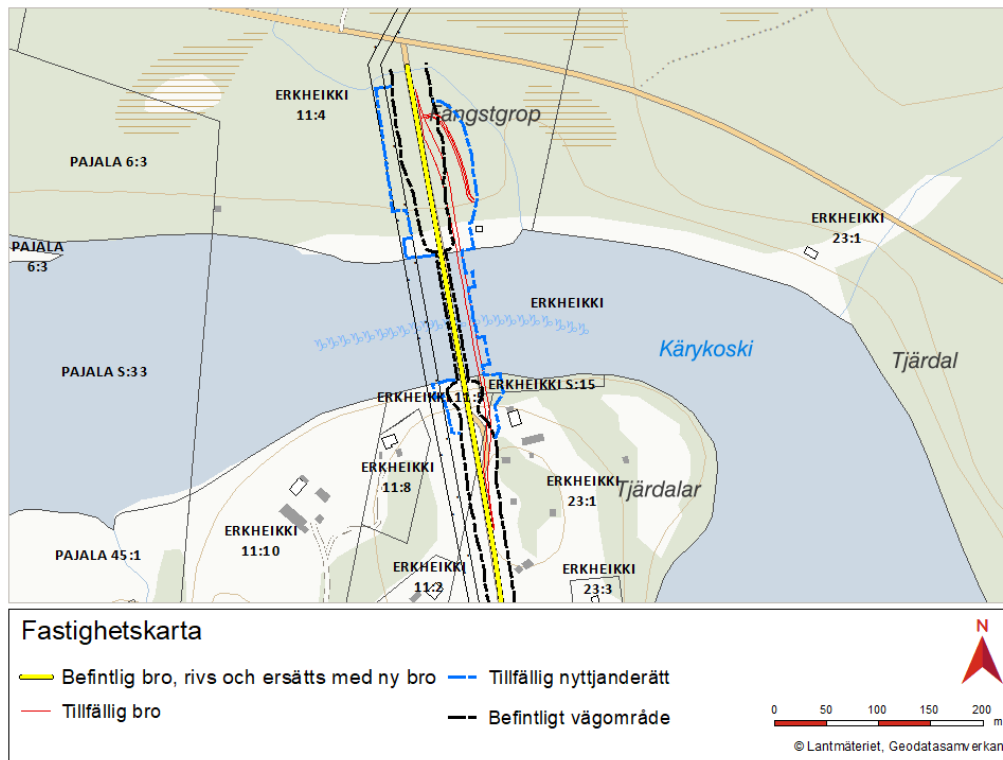 ERKHEIKKI
11:4
Fångstgrop
PAJALA 6:3
ERKHEIKKI
23:1
PAJALA
6:3
ERKHEIKKI
Kärykoski
Tjärdal
PAJALA S:33
ERKHEIKKI S:15
ERKHEIKKI
11:8
ERKHEIKKI
23:1
Tjärdalar
ERKHEIKKI
11:10
PAJALA 45:1
ERKHEIKKI
11:2
ERKHEIKKI
23:3
Fastighetskarta
Befintlig bro, rivs och ersätts med ny bro
Tillfällig nyttjanderätt
Tillfällig bro
Befintligt vägområde
N
0 50 100 150 200
m
© Lantmäteriet, Geodatasamverkan